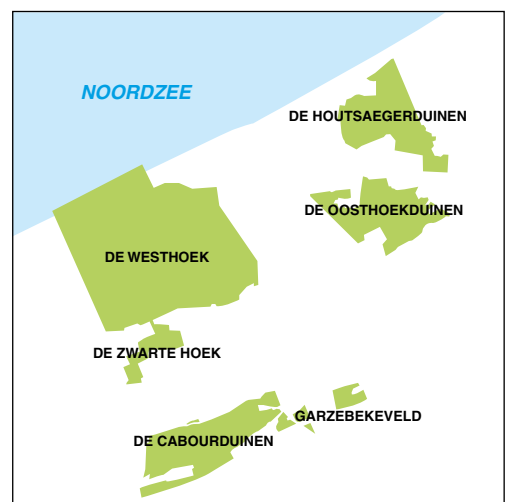 NOORDZEE
DE HOUTSAEGERDUINEN
DE OOSTHOEKDUINEN
DE WESTHOEK
DE ZWARTE HOEK
GARZEBEKEVELD
DE CABOURDUINEN